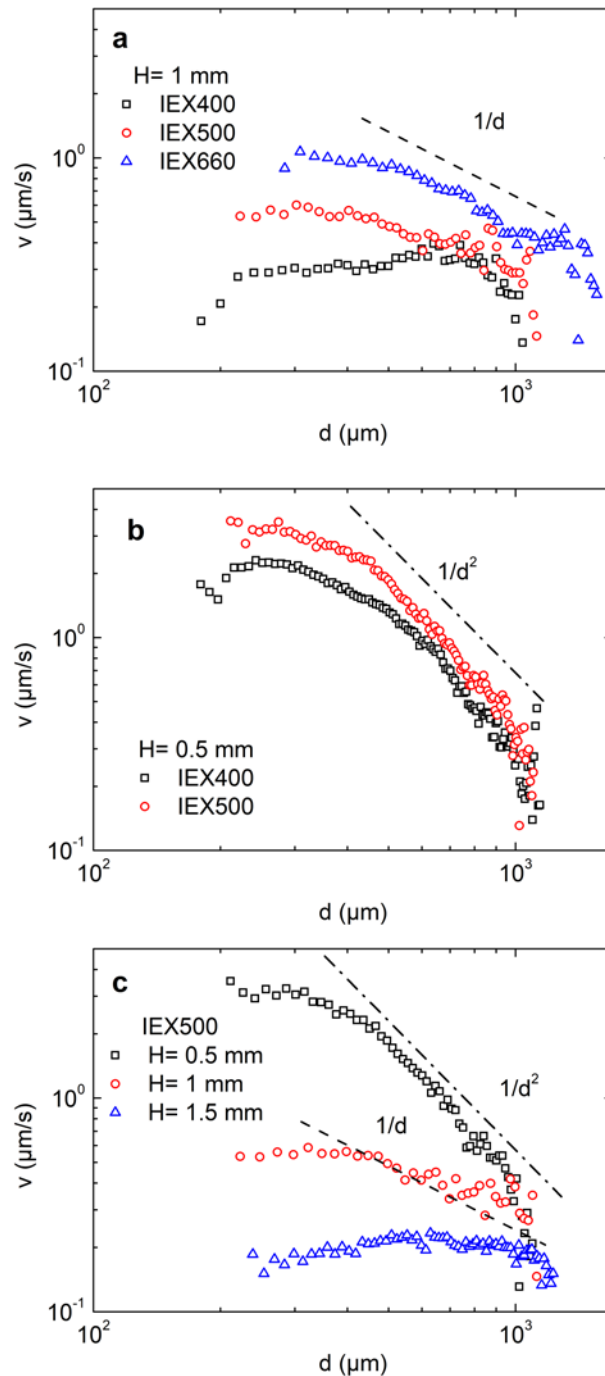 a
H= 1 mm
IEX400
IEX500
IEX660
1/d
10⁰
10⁻¹
v (µm/s)
10²
10³
d (µm)
b
1/d²
10⁰
10⁻¹
v (µm/s)
H= 0.5 mm
IEX400
IEX500
10²
10³
d (µm)
c
IEX500
H= 0.5 mm
H= 1 mm
H= 1.5 mm
1/d²
1/d
10⁰
10⁻¹
v (µm/s)
10²
10³
d (µm)